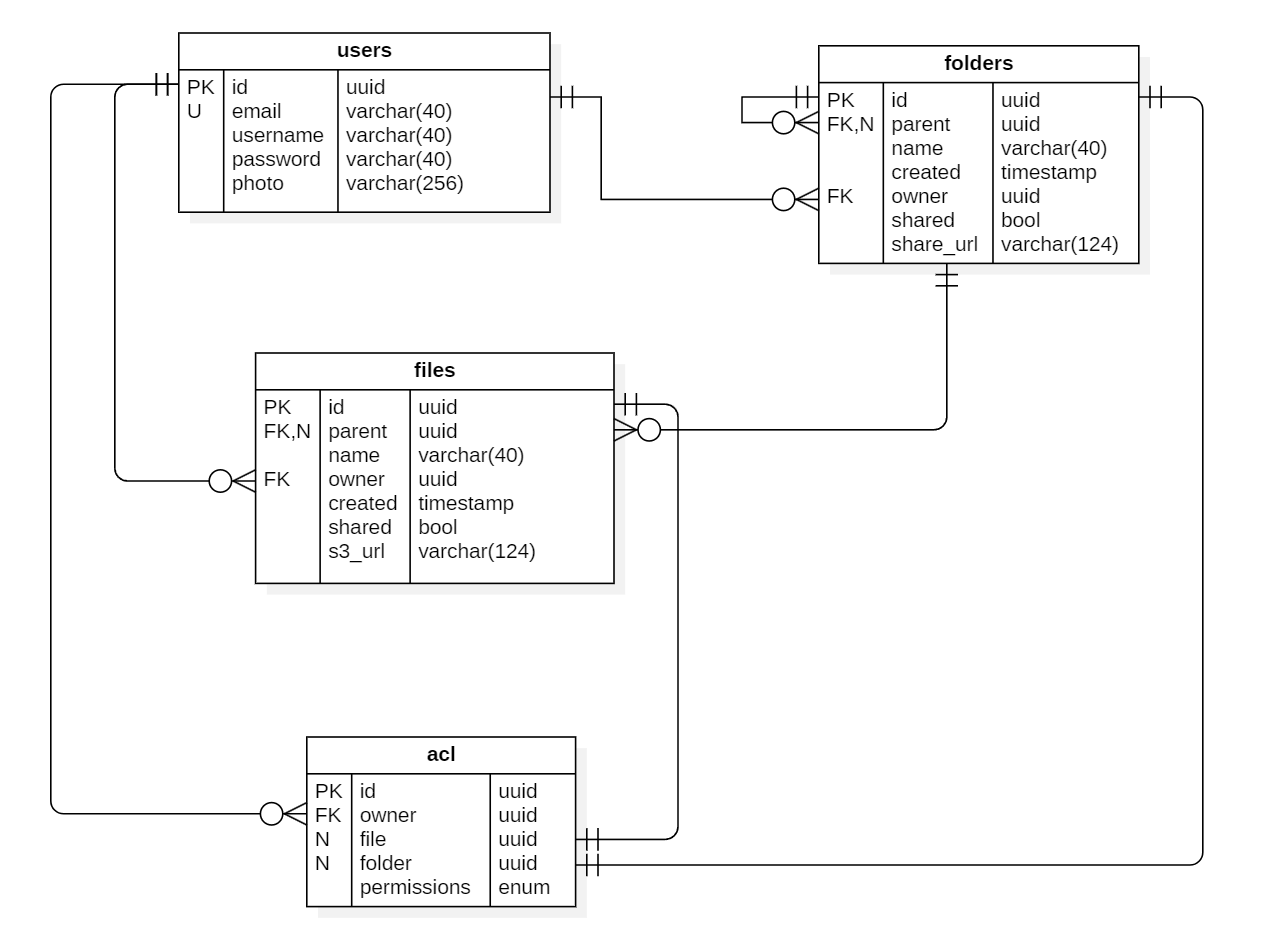 users
PK id uuid
U email varchar(40)
username varchar(40)
password varchar(40)
photo varchar(256)
folders
PK id uuid
FK,N parent uuid
name varchar(40)
created timestamp
FK owner uuid
shared bool
share_url varchar(124)
files
PK id uuid
FK,N parent uuid
name varchar(40)
FK owner uuid
created timestamp
shared bool
s3_url varchar(124)
acl
PK id uuid
FK owner uuid
N file uuid
N folder uuid
permissions enum